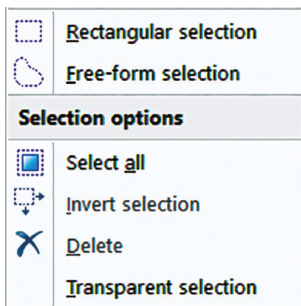 Rectangular selection
Free-form selection
Selection options
Select all
Invert selection
Delete
Transparent selection